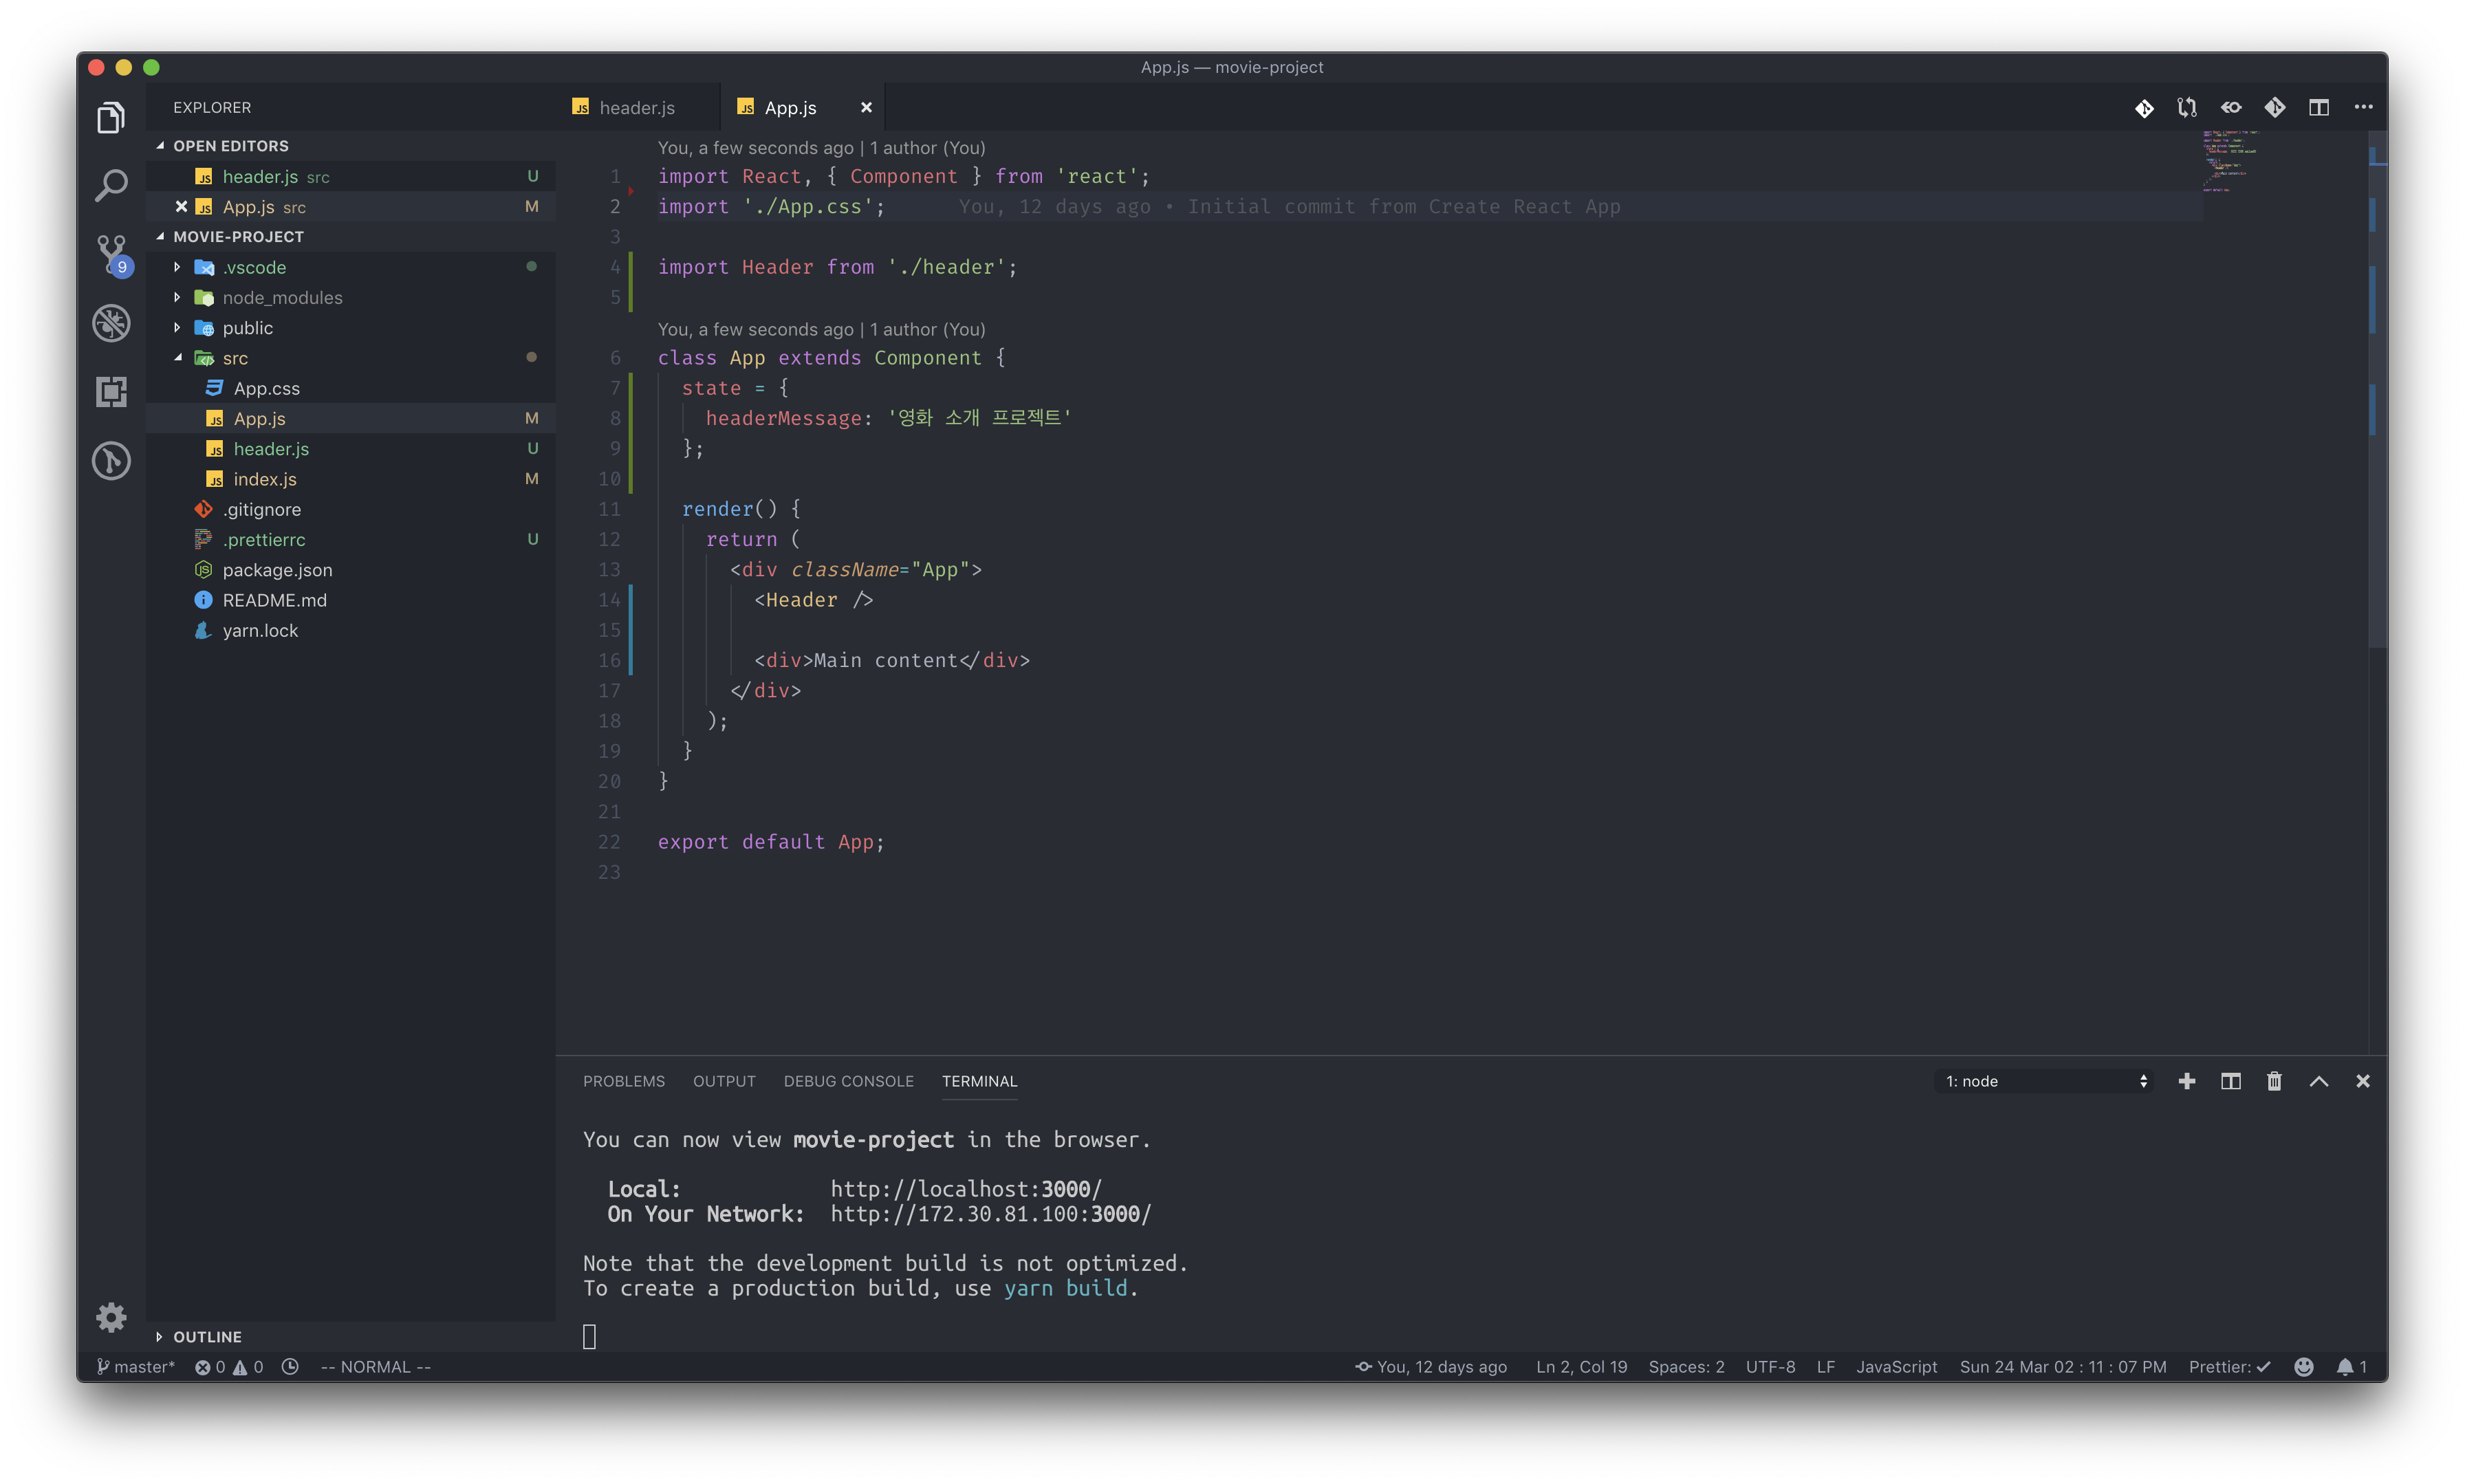 App.js — movie-project
EXPLORER
OPEN EDITORS
header.js src U
App.js src M
MOVIE-PROJECT
.vscode
node_modules
public
src
App.css
App.js M
header.js U
index.js M
.gitignore
.prettierrc U
package.json
README.md
yarn.lock
OUTLINE
9
header.js
App.js
You, a few seconds ago | 1 author (You)
1 import React, { Component } from 'react';
2 import './App.css'; You, 12 days ago • Initial commit from Create React App
3
4 import Header from './header';
5
You, a few seconds ago | 1 author (You)
6 class App extends Component {
7 state = {
8 headerMessage: '영화 소개 프로젝트'
9 };
10
11 render() {
12 return (
13 <div className="App">
14 <Header />
15
16 <div>Main content</div>
17 </div>
18 );
19 }
20 }
21
22 export default App;
23
PROBLEMS OUTPUT DEBUG CONSOLE TERMINAL 1: node
You can now view movie-project in the browser.
Local: http://localhost:3000/
On Your Network: http://172.30.81.100:3000/
Note that the development build is not optimized.
To create a production build, use yarn build.
master* 0 0 -- NORMAL -- You, 12 days ago Ln 2, Col 19 Spaces: 2 UTF-8 LF JavaScript Sun 24 Mar 02 : 11 : 07 PM Prettier: ✓ 1